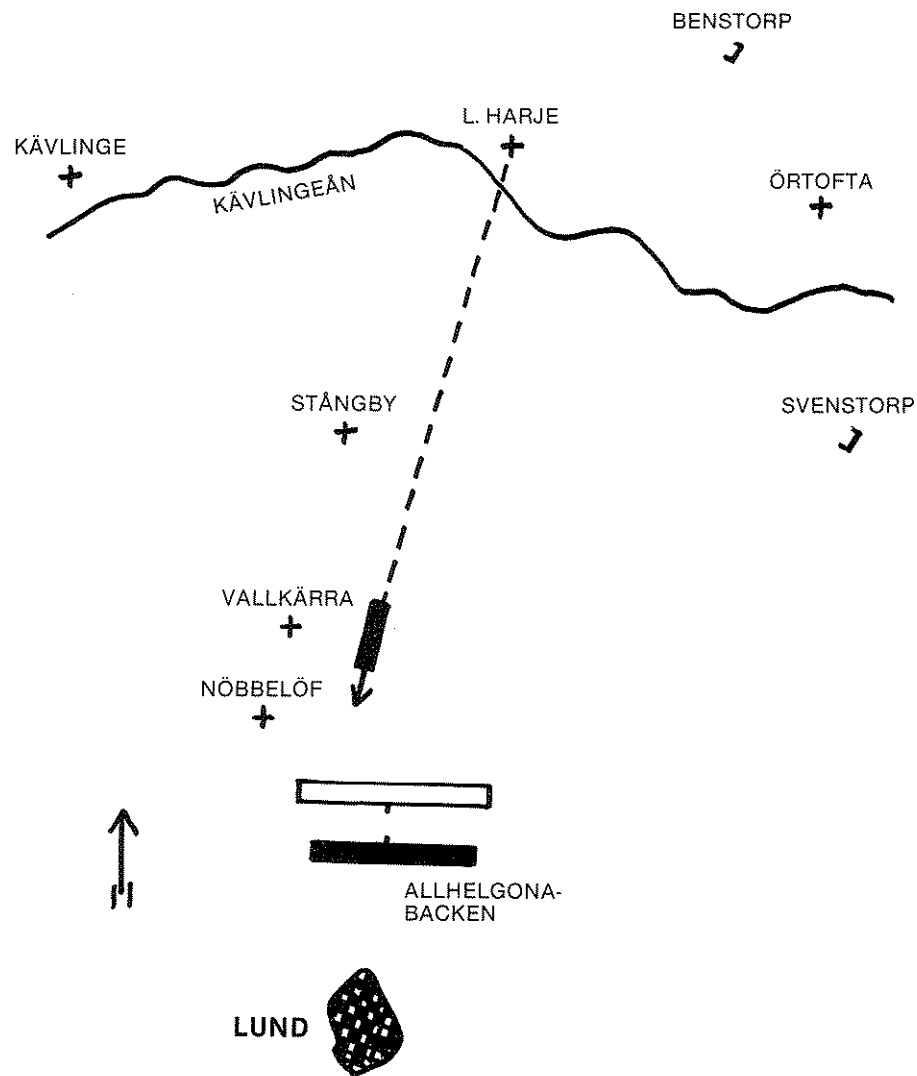 BENSTORP
L. HARJE
KÄVLINGE
KÄVLINGEÅN
ÖRTOFTA
STÅNGBY
SVENSTORP
VALLKÄRRA
NÖBBELÖF
ALLHELGONA-
BACKEN
LUND